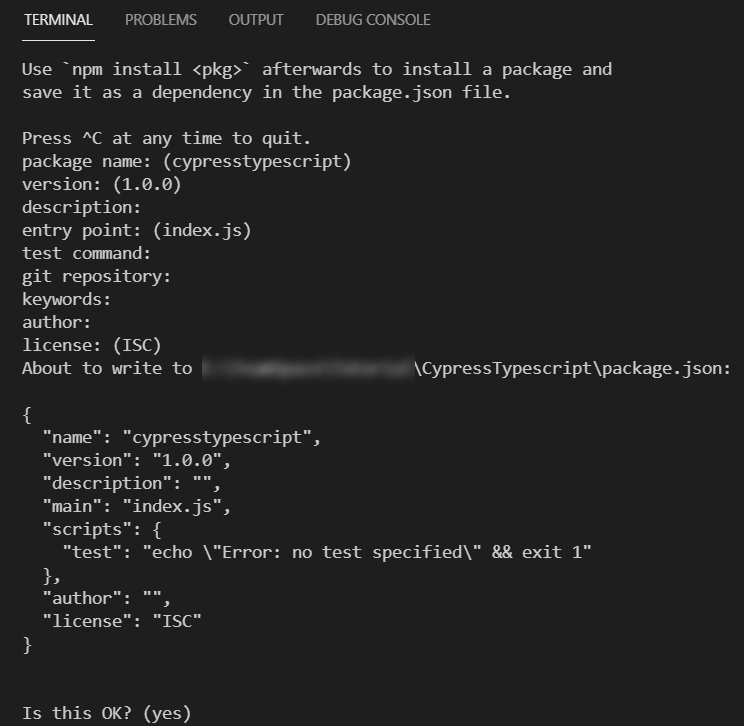 TERMINAL PROBLEMS OUTPUT DEBUG CONSOLE
Use `npm install <pkg>` afterwards to install a package and
save it as a dependency in the package.json file.
Press ^C at any time to quit.
package name: (cypresstypescript)
version: (1.0.0)
description:
entry point: (index.js)
test command:
git repository:
keywords:
author:
license: (ISC)
About to write to \CypressTypescript\package.json:
{
"name": "cypresstypescript",
"version": "1.0.0",
"description": "",
"main": "index.js",
"scripts": {
"test": "echo \"Error: no test specified\" && exit 1"
},
"author": "",
"license": "ISC"
}
Is this OK? (yes)